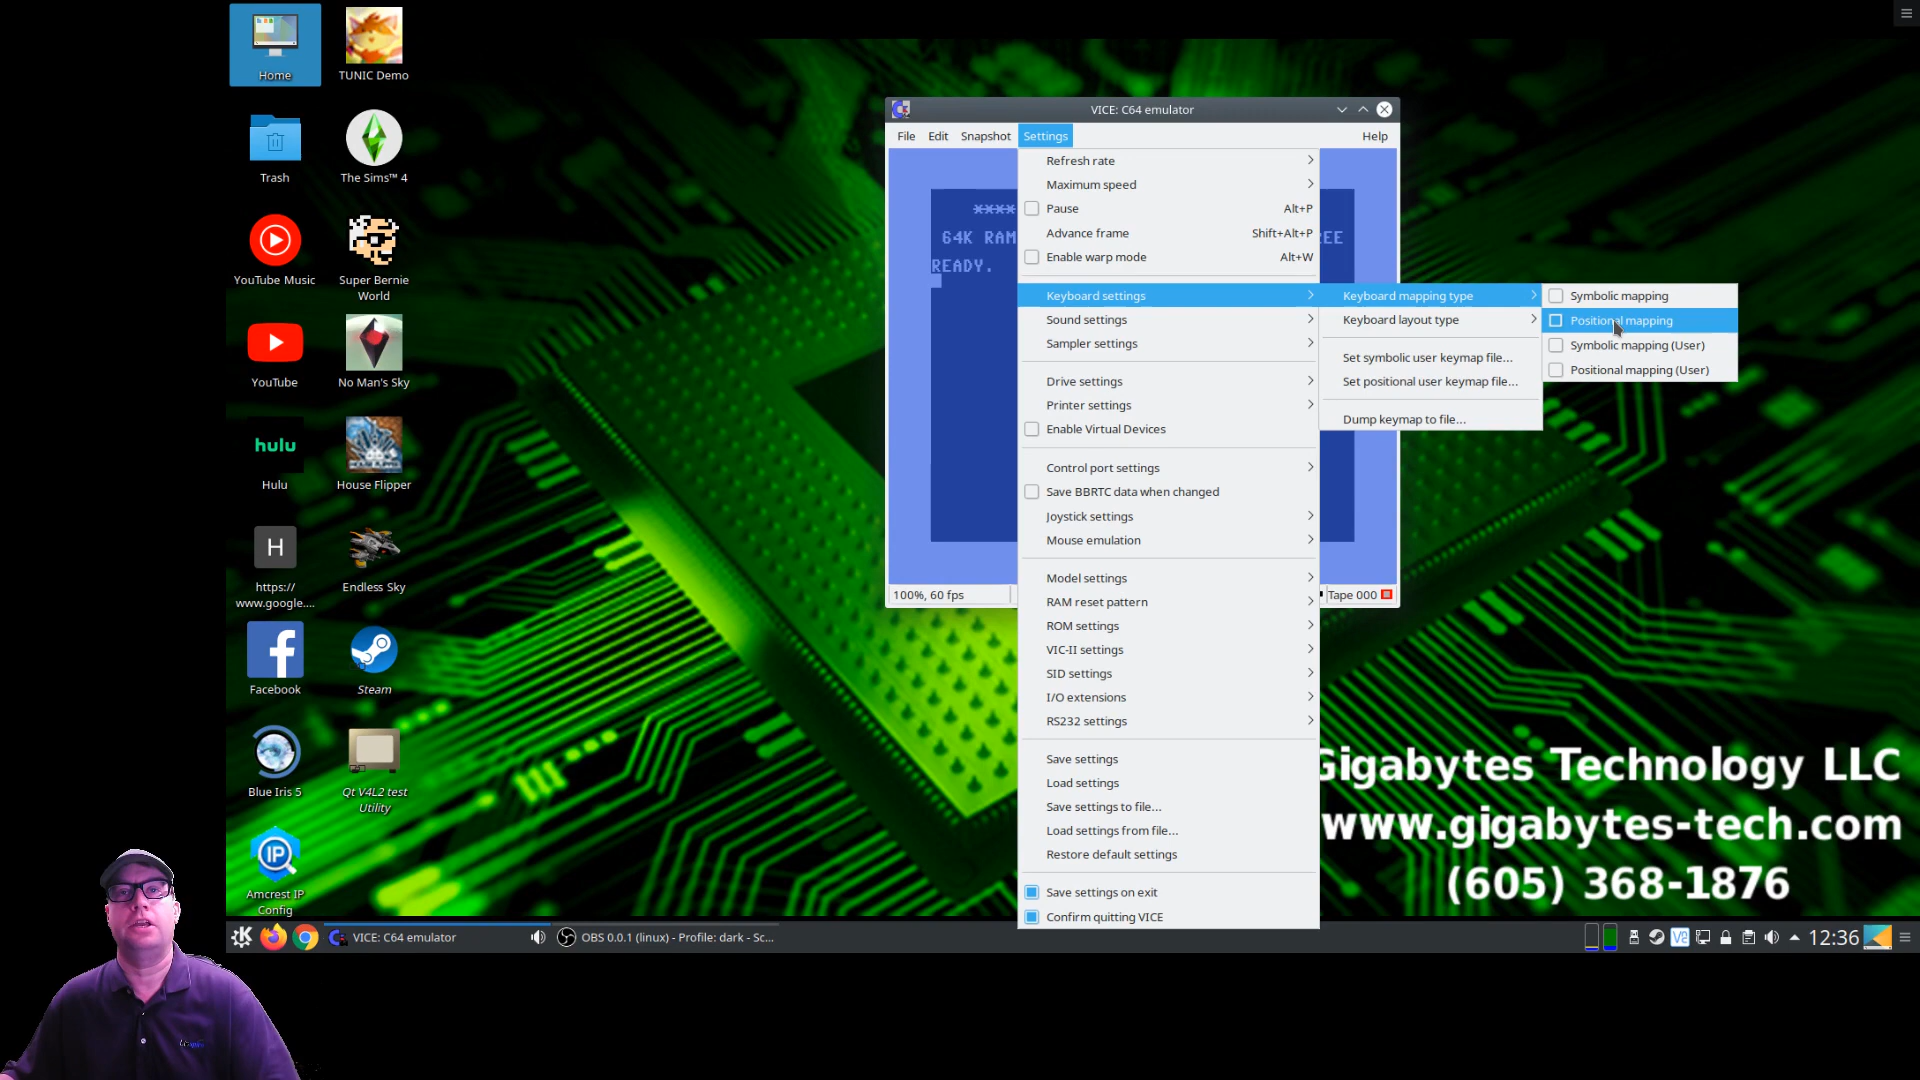 Home
TUNIC Demo
Trash
The Sims™ 4
YouTube Music
Super Bernie
World
YouTube
No Man's Sky
hulu
Hulu
House Flipper
H
https://
www.google....
Endless Sky
Facebook
Steam
Blue Iris 5
Qt V4L2 test
Utility
IP
Amcrest IP
Config
VICE: C64 emulator
File Edit Snapshot Settings Help
****
64K RAM
REE
READY.
100%, 60 fps
Tape 000
Refresh rate
Maximum speed
Pause Alt+P
Advance frame Shift+Alt+P
Enable warp mode Alt+W
Keyboard settings
Sound settings
Sampler settings
Drive settings
Printer settings
Enable Virtual Devices
Control port settings
Save BBRTC data when changed
Joystick settings
Mouse emulation
Model settings
RAM reset pattern
ROM settings
VIC-II settings
SID settings
I/O extensions
RS232 settings
Save settings
Load settings
Save settings to file...
Load settings from file...
Restore default settings
Save settings on exit
Confirm quitting VICE
Keyboard mapping type
Keyboard layout type
Set symbolic user keymap file...
Set positional user keymap file...
Dump keymap to file...
Symbolic mapping
Positional mapping
Symbolic mapping (User)
Positional mapping (User)
Gigabytes Technology LLC
www.gigabytes-tech.com
(605) 368-1876
VICE: C64 emulator
OBS 0.0.1 (linux) - Profile: dark - Sc...
12:36